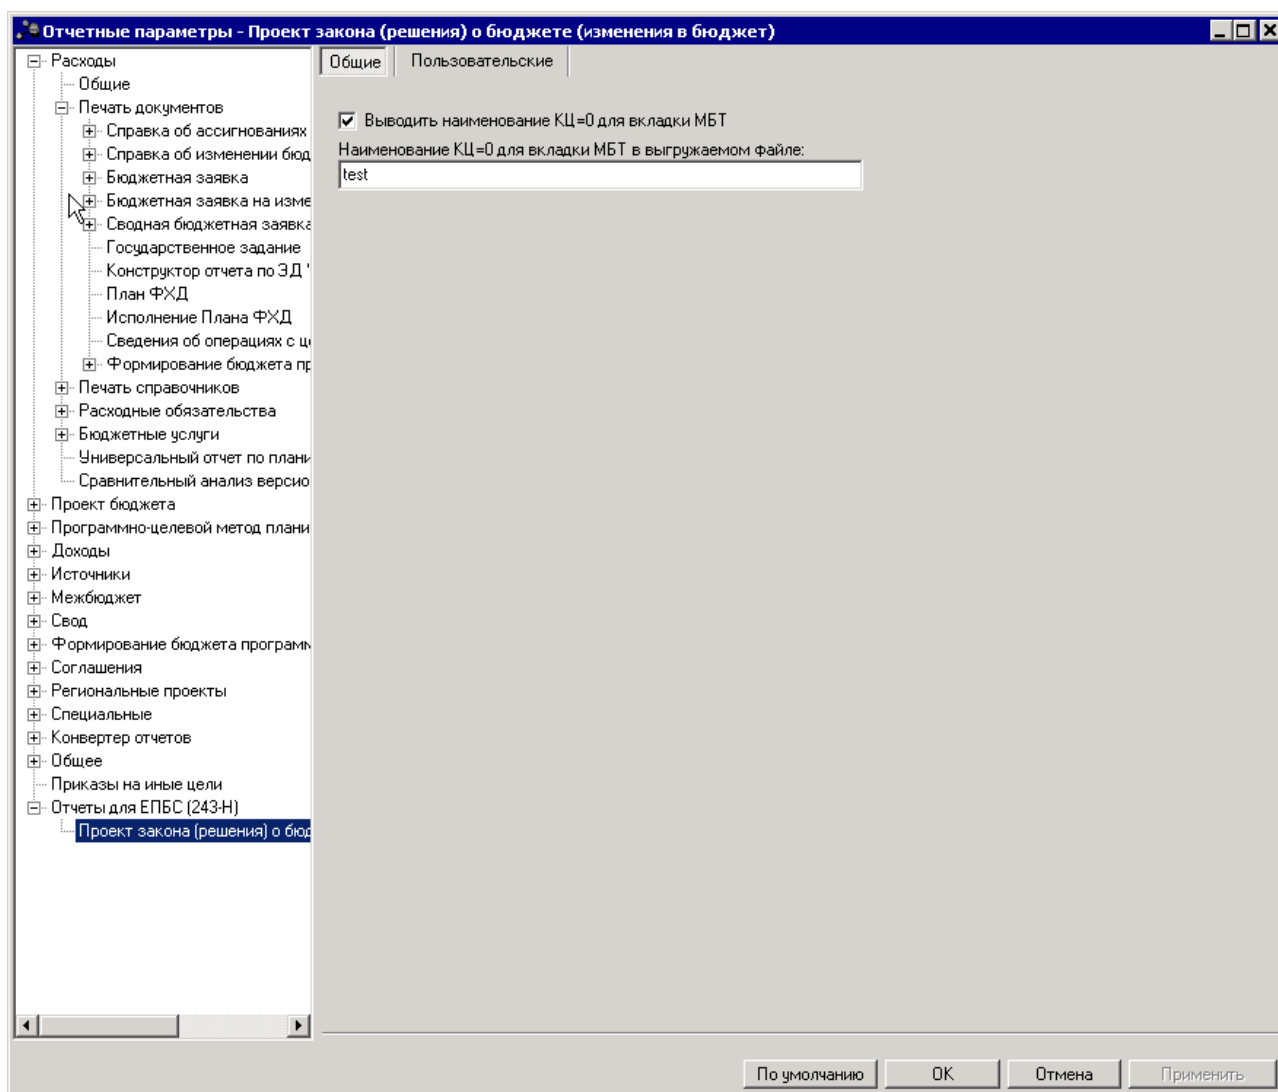 Отчетные параметры - Проект закона (решения) о бюджете (изменения в бюджет)
Расходы
Общие
Печать документов
Справка об ассигнованиях
Справка об изменении бюд
Бюджетная заявка
Бюджетная заявка на изме
Сводная бюджетная заявка
Государственное задание
Конструктор отчета по ЭД '
План ФХД
Исполнение Плана ФХД
Сведения об операциях с ц
Формирование бюджета пр
Печать справочников
Расходные обязательства
Бюджетные услуги
Универсальный отчет по плани
Сравнительный анализ версио
Проект бюджета
Программно-целевой метод плани
Доходы
Источники
Межбюджет
Свод
Формирование бюджета программ
Соглашения
Региональные проекты
Специальные
Конвертер отчетов
Общее
Приказы на иные цели
Отчеты для ЕПБС (243-Н)
Проект закона (решения) о бюд
Общие Пользовательские
Выводить наименование КЦ=0 для вкладки МБТ
Наименование КЦ=0 для вкладки МБТ в выгружаемом файле:
test
По умолчанию OK Отмена Применить